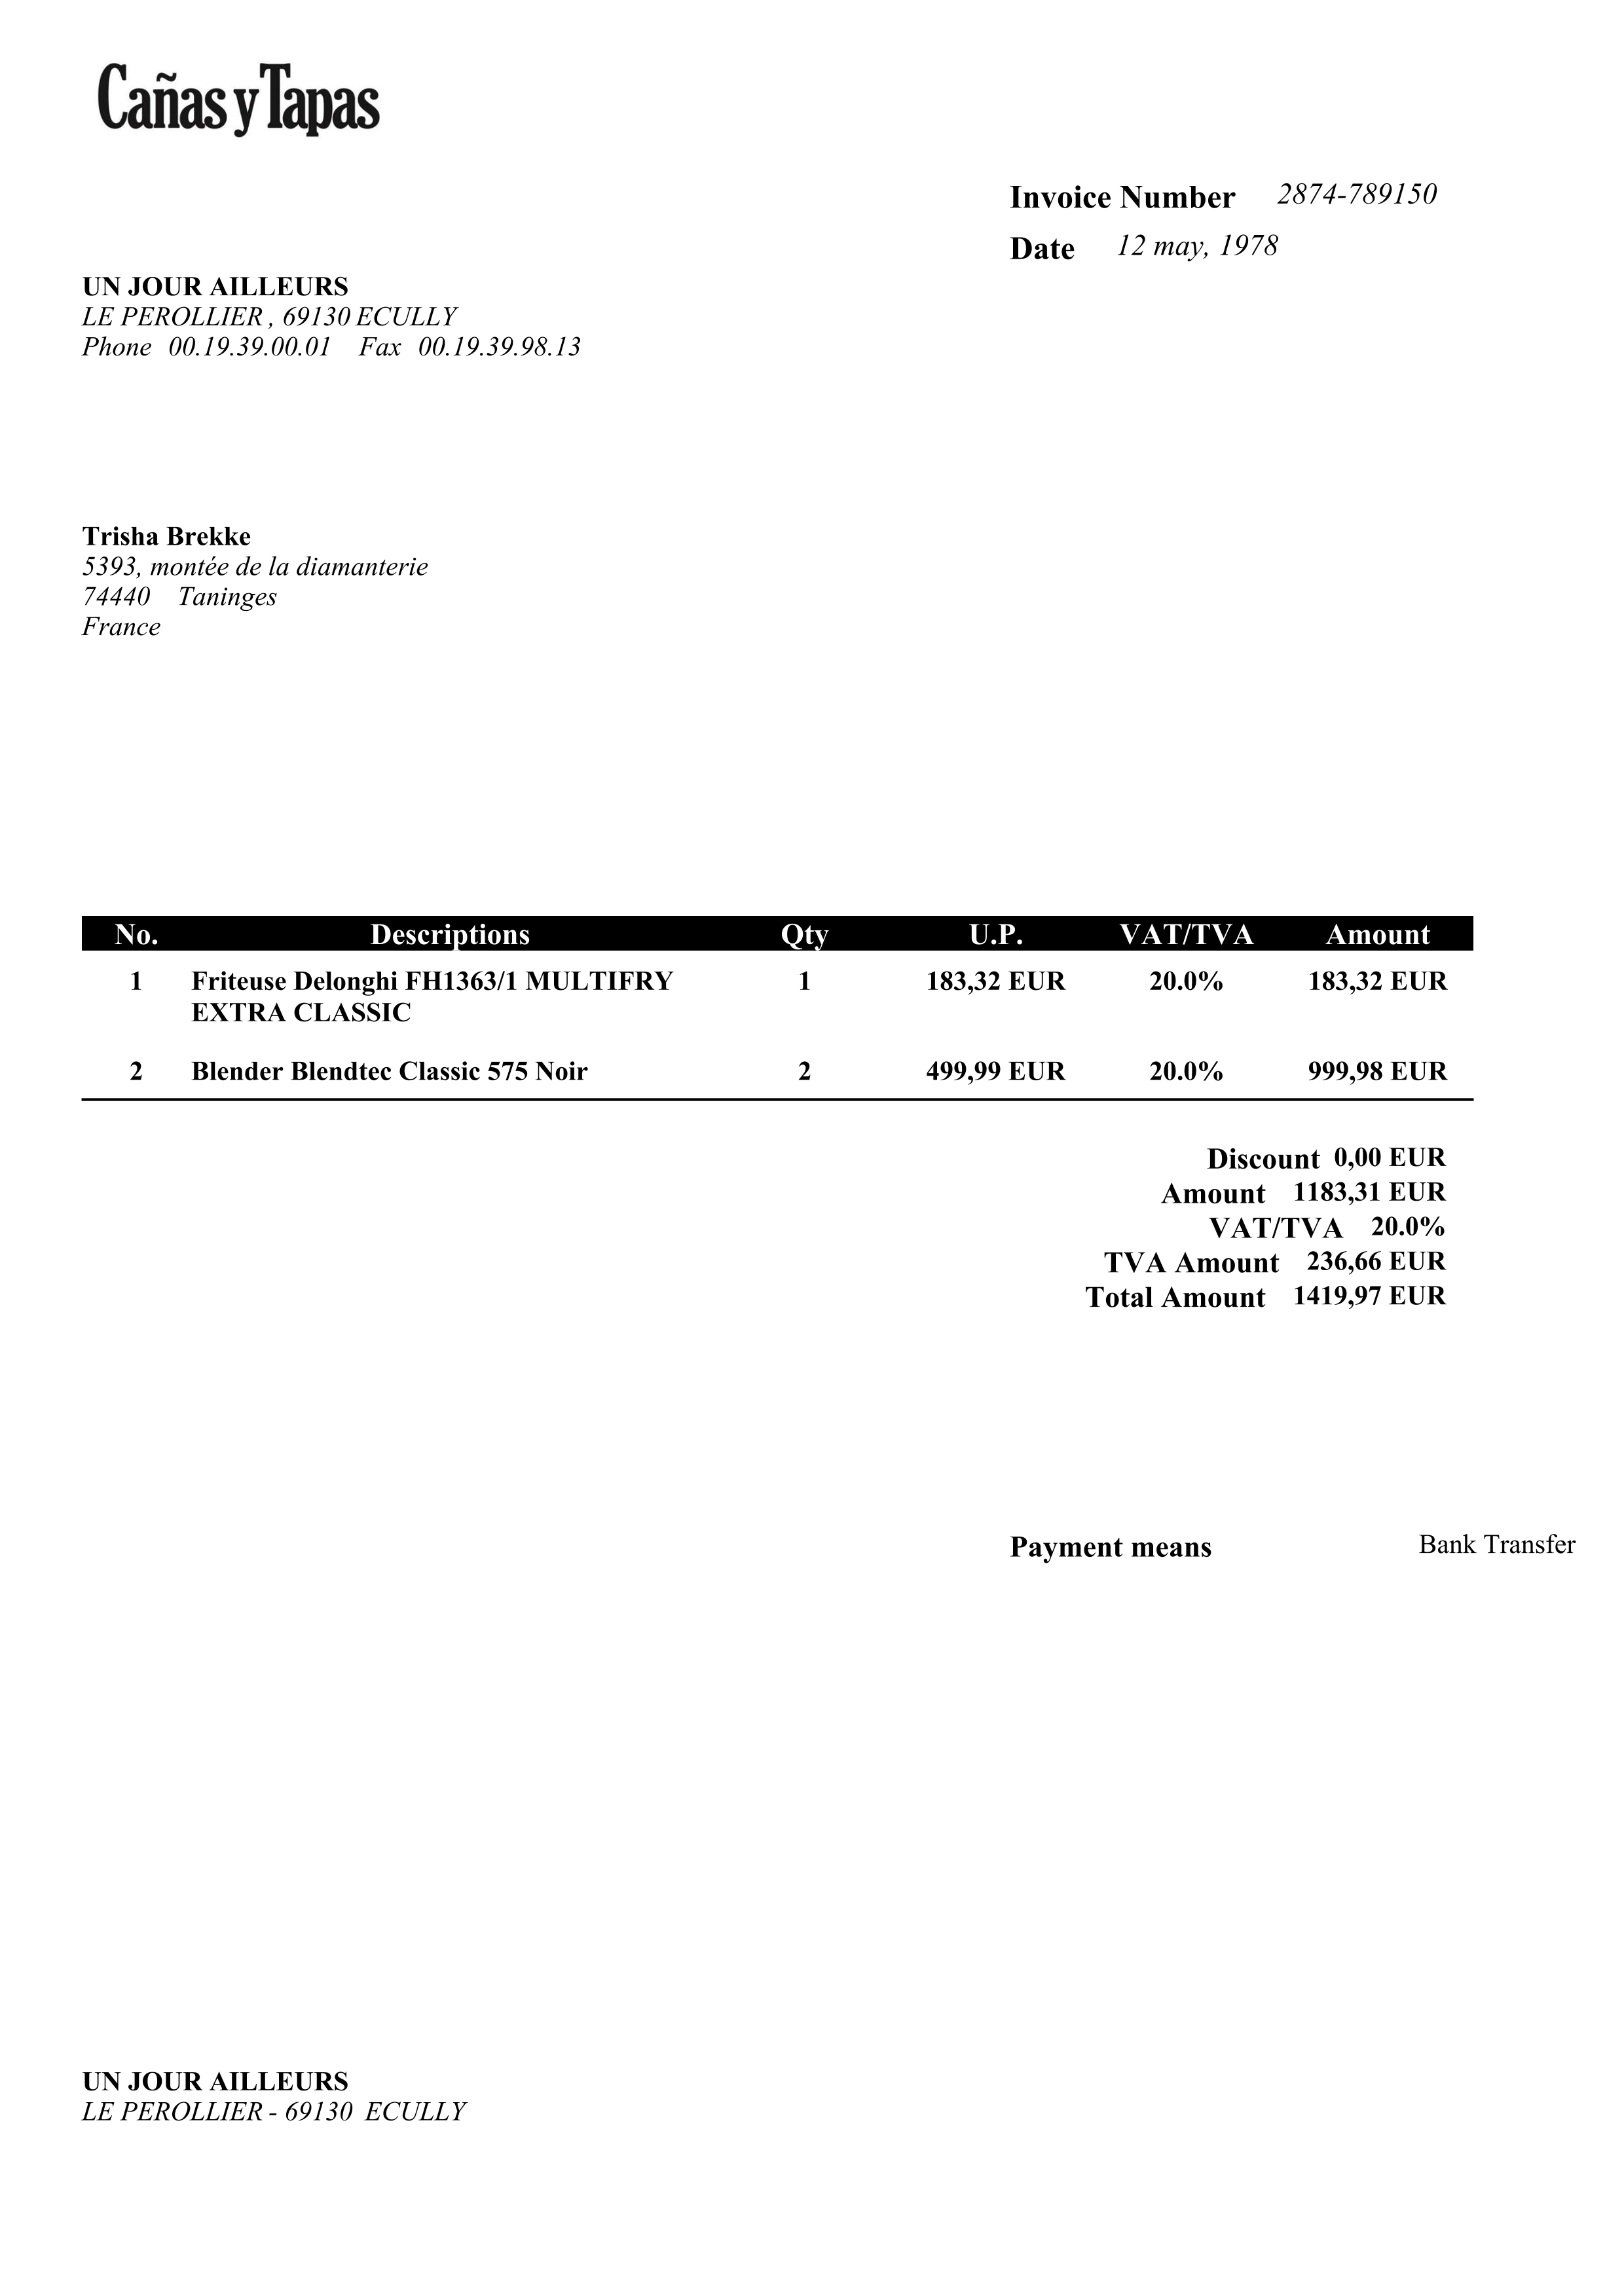 Cañas y Tapas
Invoice Number 2874-789150
Date 12 may, 1978
UN JOUR AILLEURS
LE PEROLLIER , 69130 ECULLY
Phone 00.19.39.00.01 Fax 00.19.39.98.13
Trisha Brekke
5393, montée de la diamanterie
74440 Taninges
France
No. Descriptions Qty U.P. VAT/TVA Amount
1 Friteuse Delonghi FH1363/1 MULTIFRY 1 183,32 EUR 20.0% 183,32 EUR
EXTRA CLASSIC
2 Blender Blendtec Classic 575 Noir 2 499,99 EUR 20.0% 999,98 EUR
Discount 0,00 EUR
Amount 1183,31 EUR
VAT/TVA 20.0%
TVA Amount 236,66 EUR
Total Amount 1419,97 EUR
Payment means Bank Transfer
UN JOUR AILLEURS
LE PEROLLIER - 69130 ECULLY